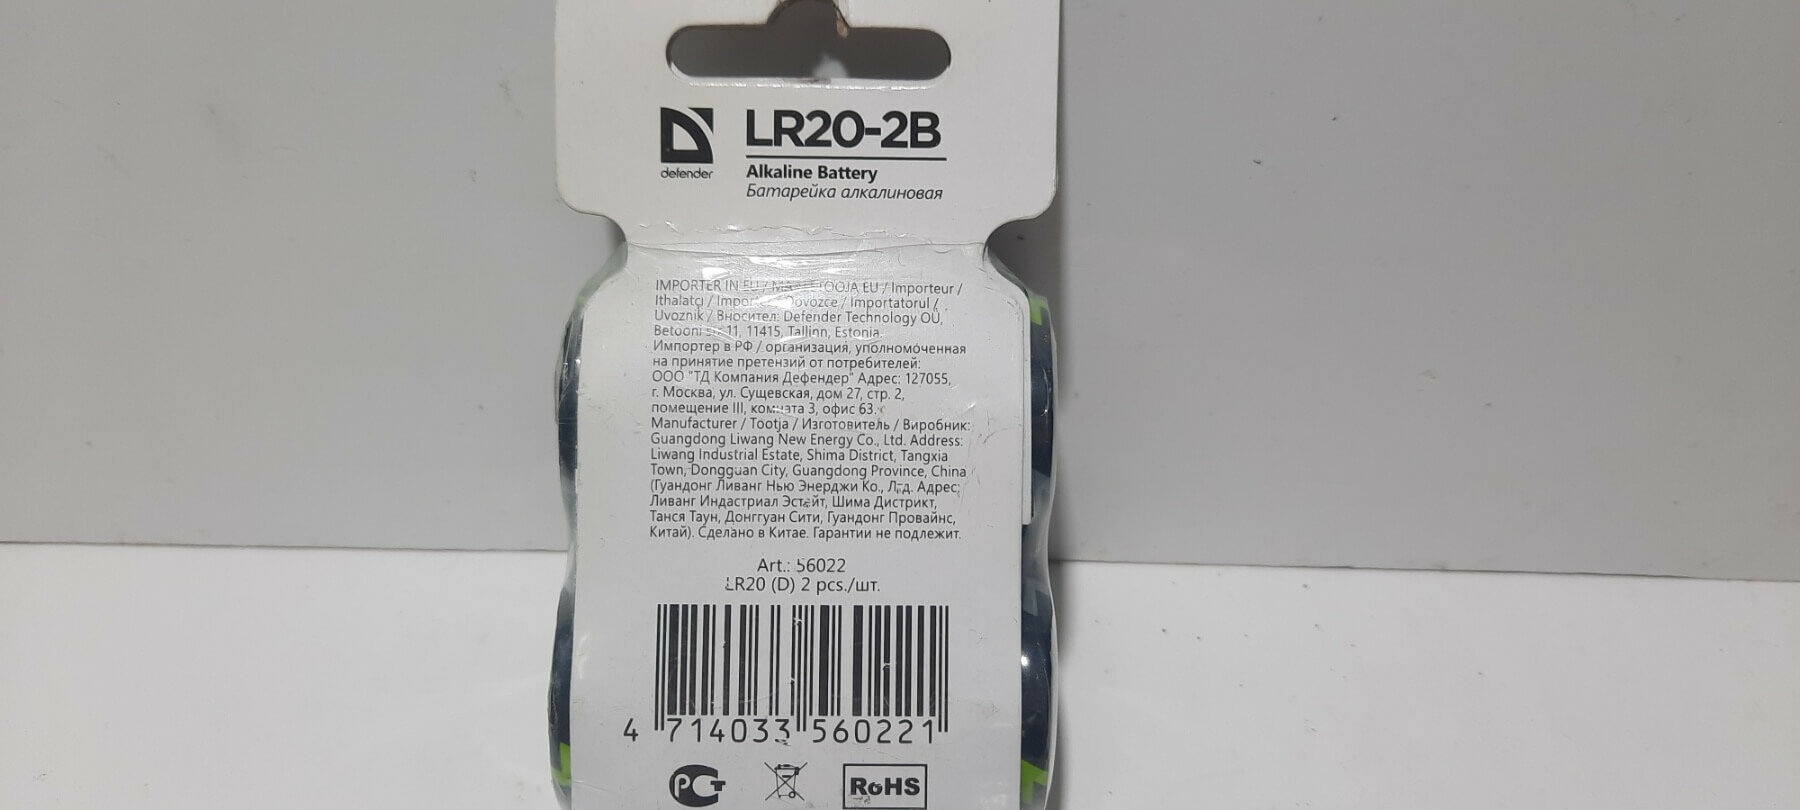 LR20-2B
defender
Alkaline Battery
Батарейка алкалиновая
IMPORTER IN EU / TOOJA EU / Importeur /
Ithalatçi / Dovozce / Importatorul /
Uvoznik / Вносител: Defender Technology OÜ,
Betooni str 11, 11415, Tallinn, Estonia.
Импортер в РФ / организация, уполномоченная
на принятие претензий от потребителей:
ООО "ТД Компания Дефендер" Адрес: 127055,
г. Москва, ул. Сущевская, дом 27, стр. 2,
помещение III, комната 3, офис 63.
Manufacturer / Tootja / Изготовитель / Виробник:
Guangdong Liwang New Energy Co., Ltd. Address:
Liwang Industrial Estate, Shima District, Tangxia
Town, Dongguan City, Guangdong Province, China
(Гуандонг Ливанг Нью Энерджи Ко., Лтд. Адрес:
Ливанг Индастриал Эстейт, Шима Дистрикт,
Танся Таун, Донггуан Сити, Гуандонг Провайнс,
Китай). Сделано в Китае. Гарантии не подлежит.
Art.: 56022
LR20 (D) 2 pcs./шт.
4 714033 560221
РСТ
RoHS